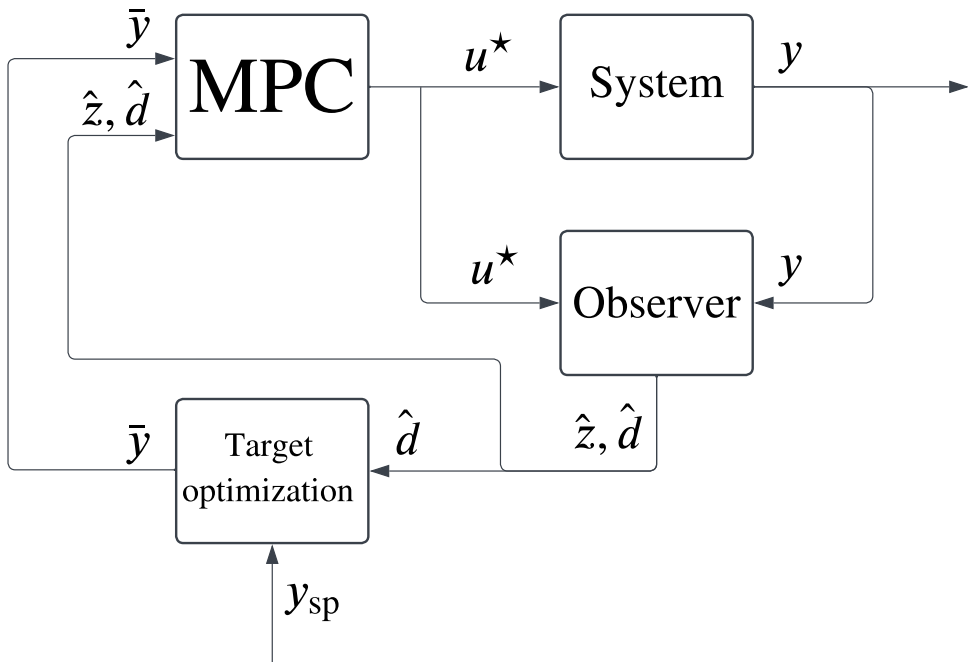 ȳ
MPC
u⋆
System
y
ẑ, d̂
u⋆
Observer
y
ȳ
Target
optimization
d̂
ẑ, d̂
y_sp